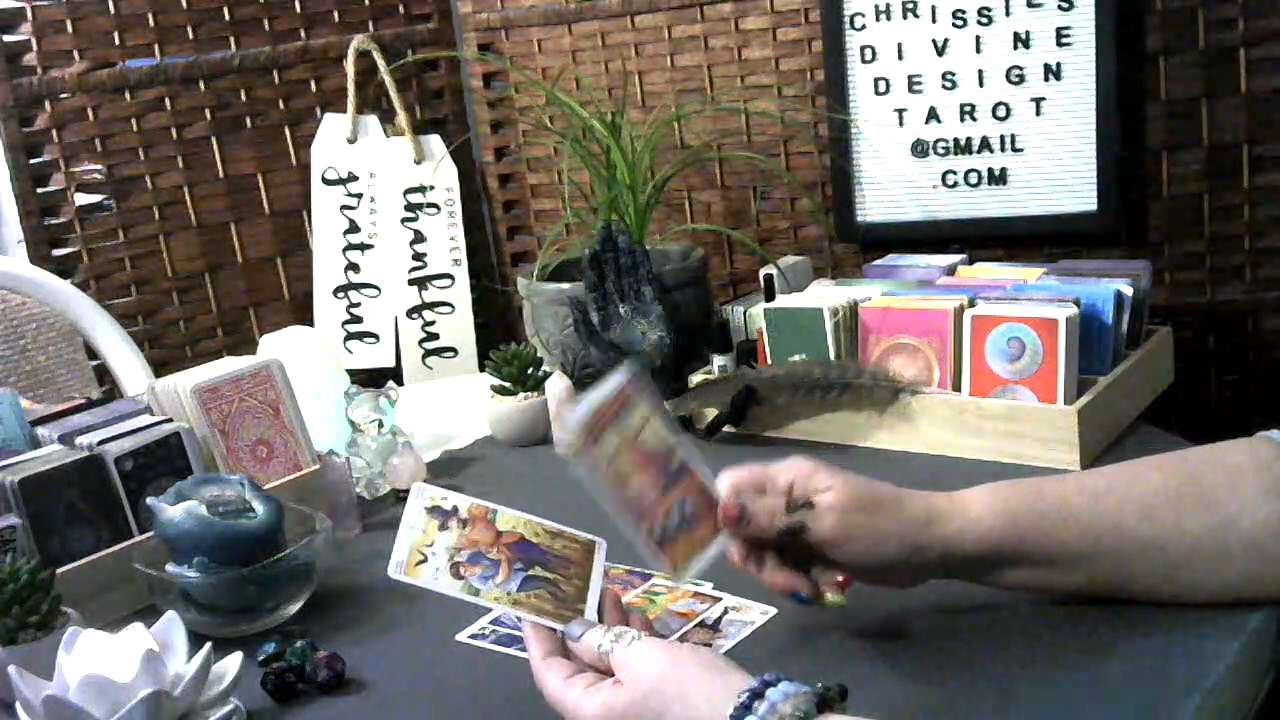 CHRISSIES
DIVINE
DESIGN
TAROT
@GMAIL
.COM
ALWAYS
grateful
FOREVER
thankful